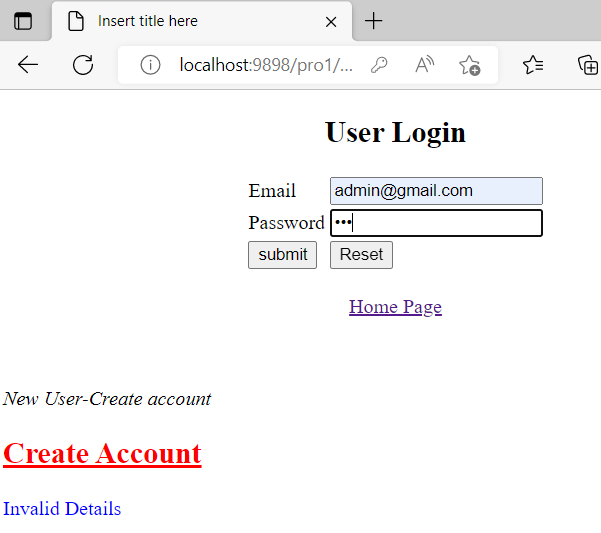 Insert title here
localhost:9898/pro1/...
User Login
Email admin@gmail.com
Password •••
submit Reset
Home Page
New User-Create account
Create Account
Invalid Details